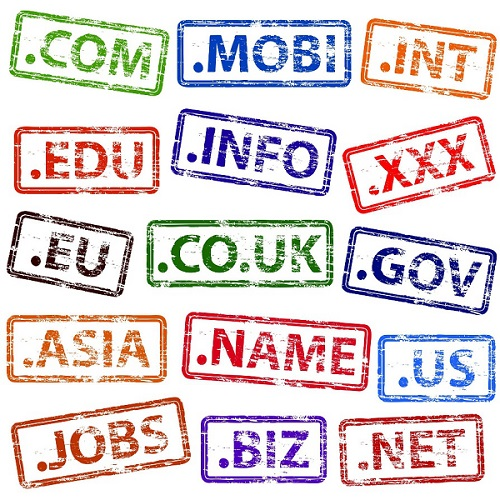 .COM
.MOBI
.INT
.EDU
.INFO
.XXX
.EU
.CO.UK
.GOV
.ASIA
.NAME
.US
.JOBS
.BIZ
.NET